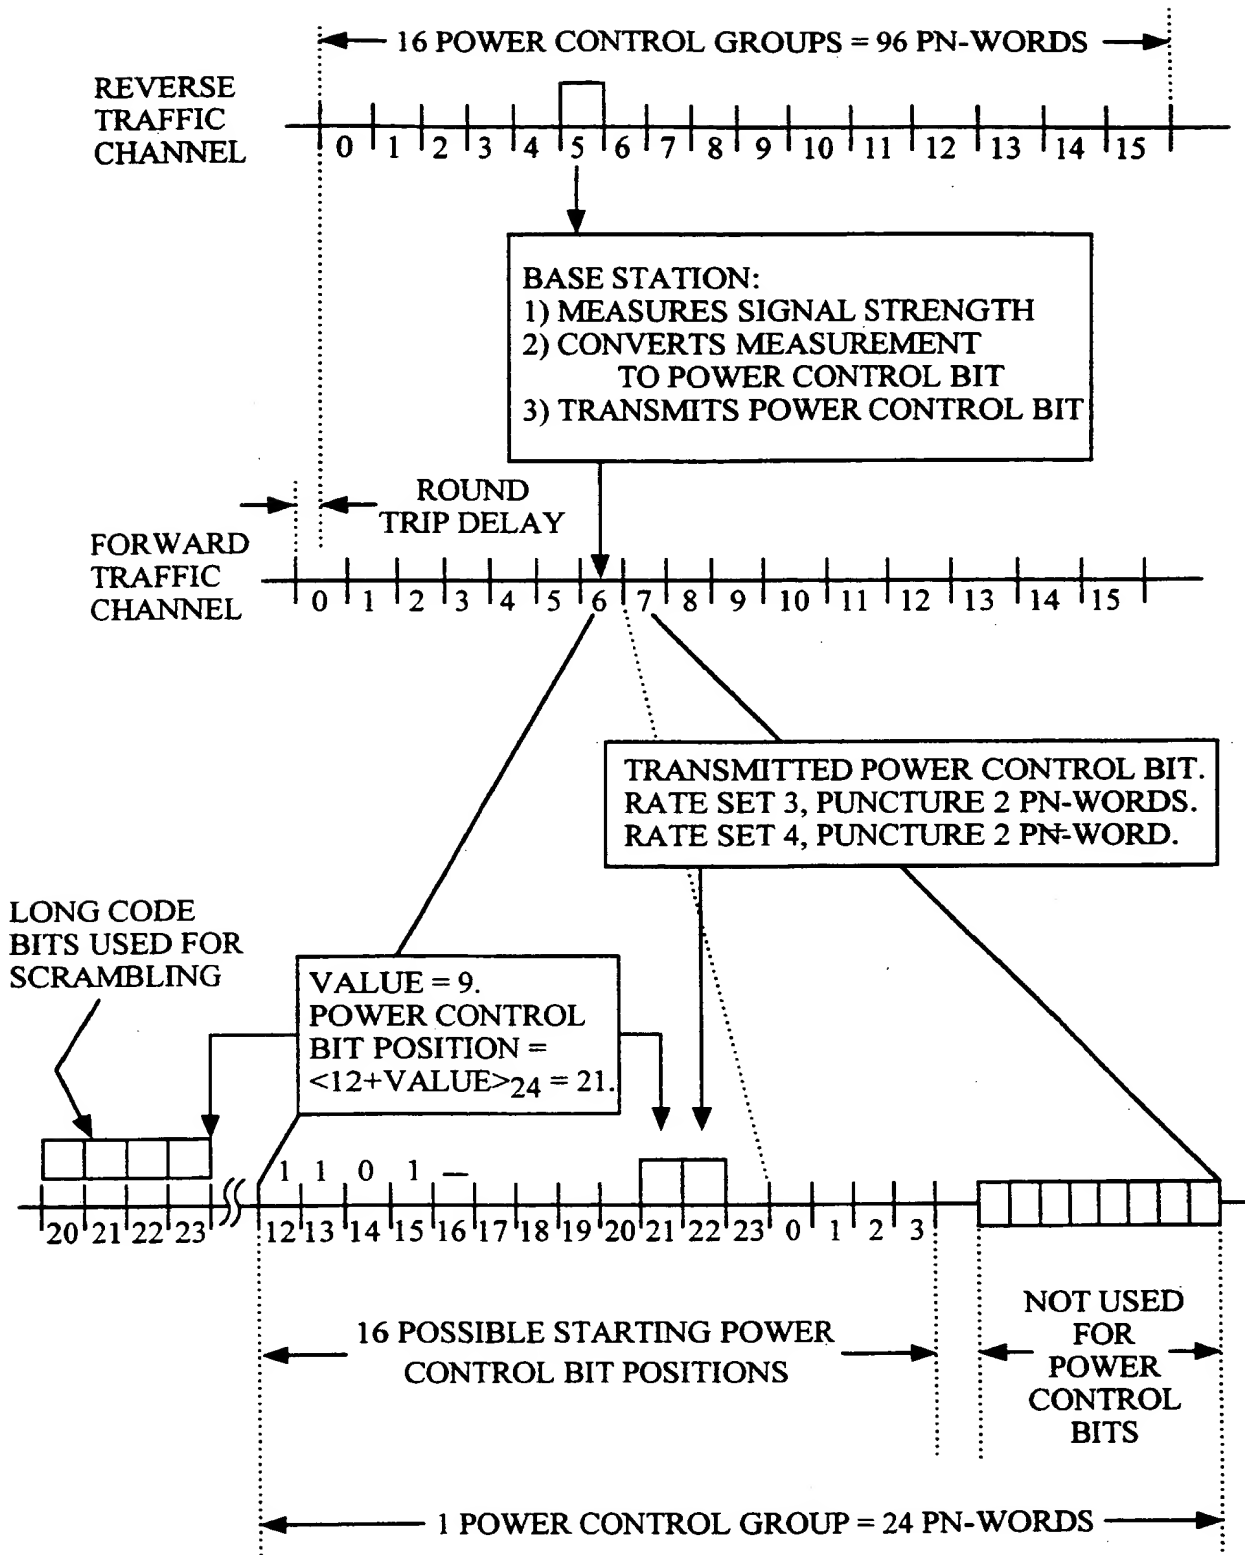 16 POWER CONTROL GROUPS = 96 PN-WORDS
REVERSE
TRAFFIC
CHANNEL
0 1 2 3 4 5 6 7 8 9 10 11 12 13 14 15
BASE STATION:
1) MEASURES SIGNAL STRENGTH
2) CONVERTS MEASUREMENT
TO POWER CONTROL BIT
3) TRANSMITS POWER CONTROL BIT
ROUND
TRIP DELAY
FORWARD
TRAFFIC
CHANNEL
0 1 2 3 4 5 6 7 8 9 10 11 12 13 14 15
TRANSMITTED POWER CONTROL BIT.
RATE SET 3, PUNCTURE 2 PN-WORDS.
RATE SET 4, PUNCTURE 2 PN-WORD.
LONG CODE
BITS USED FOR
SCRAMBLING
VALUE = 9.
POWER CONTROL
BIT POSITION =
<12+VALUE>24 = 21.
1 1 0 1 —
20 21 22 23 12 13 14 15 16 17 18 19 20 21 22 23 0 1 2 3
16 POSSIBLE STARTING POWER
CONTROL BIT POSITIONS
NOT USED
FOR
POWER
CONTROL
BITS
1 POWER CONTROL GROUP = 24 PN-WORDS